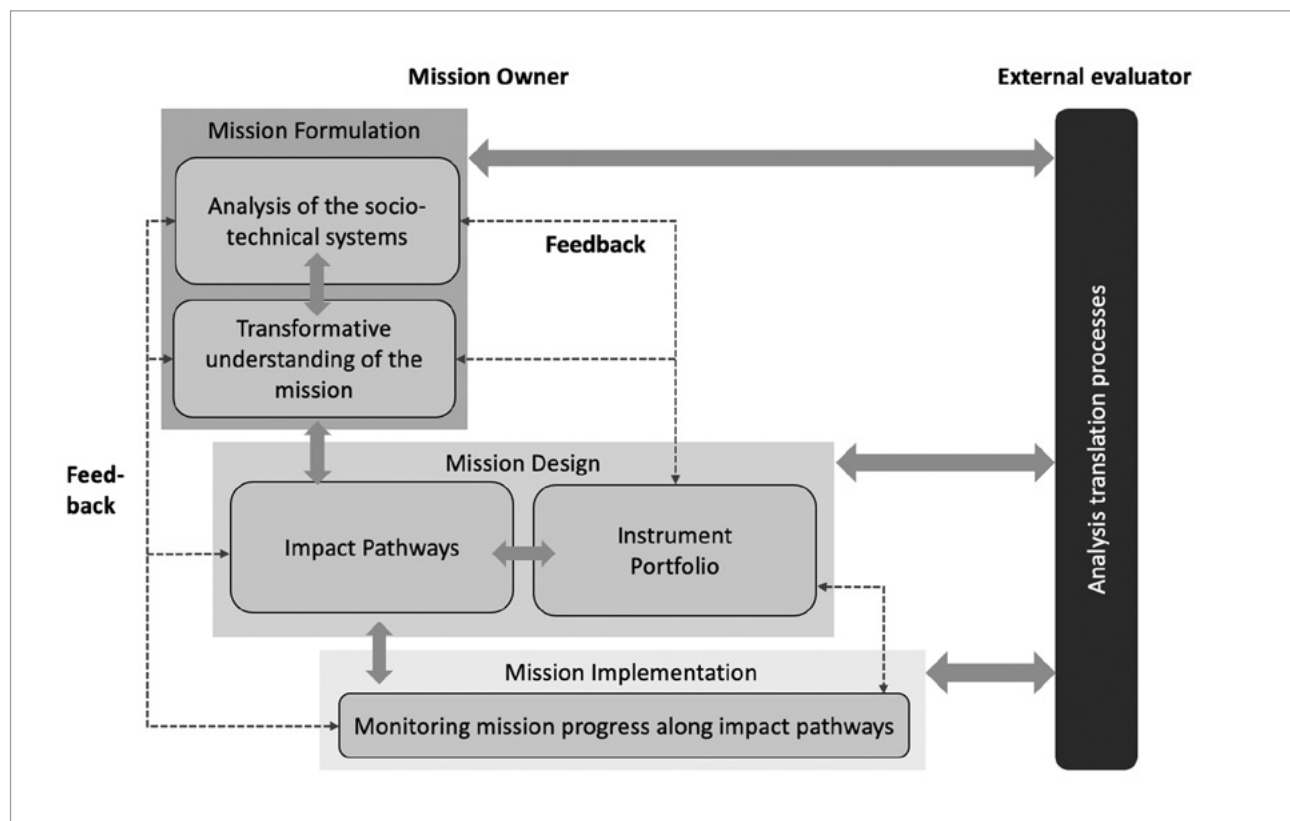 Mission Owner
External evaluator
Mission Formulation
Analysis of the socio-
technical systems
Feedback
Transformative
understanding of the
mission
Mission Design
Feed-
back
Impact Pathways
Instrument
Portfolio
Mission Implementation
Monitoring mission progress along impact pathways
Analysis translation processes